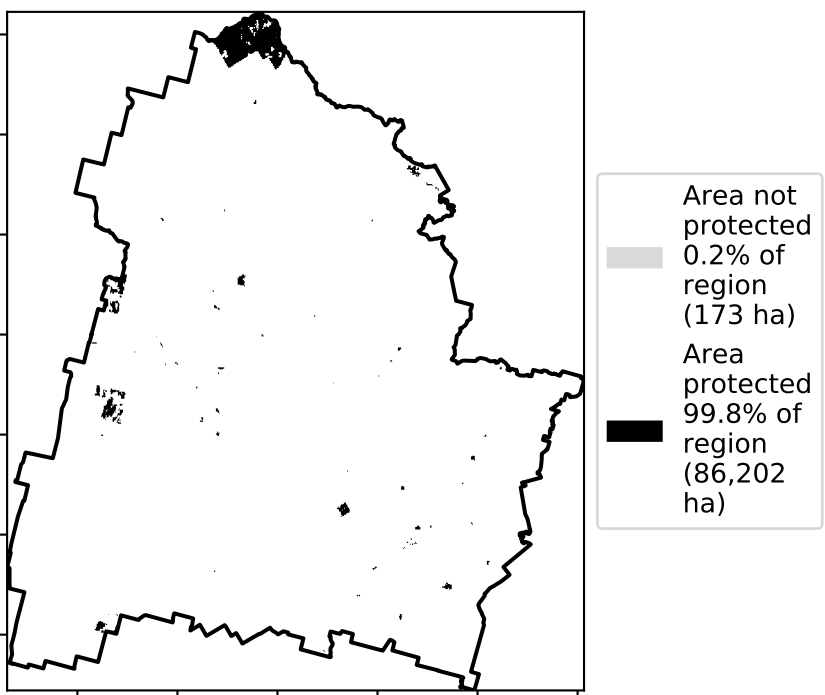 Area not
protected
0.2% of
region
(173 ha)
Area
protected
99.8% of
region
(86,202
ha)